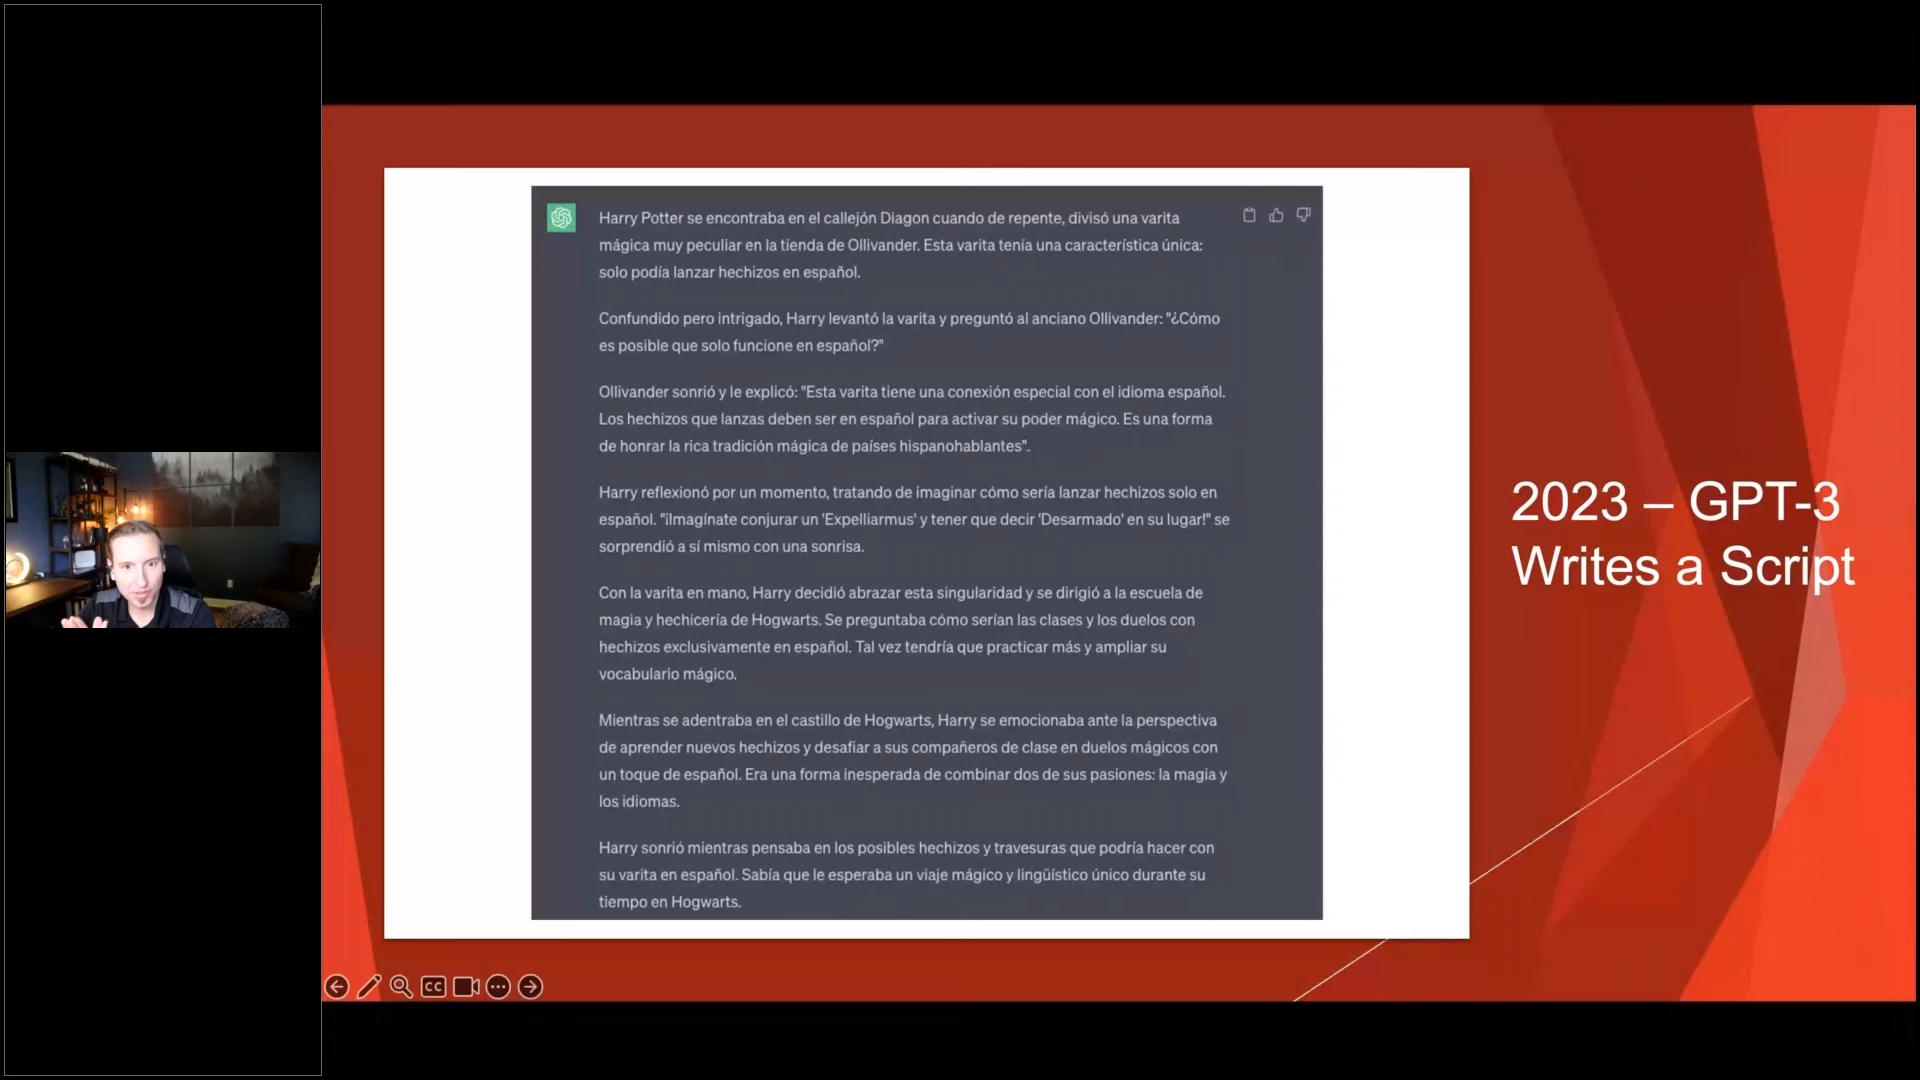 Harry Potter se encontraba en el callejón Diagon cuando de repente, divisó una varita
mágica muy peculiar en la tienda de Ollivander. Esta varita tenía una característica única:
solo podía lanzar hechizos en español.
Confundido pero intrigado, Harry levantó la varita y preguntó al anciano Ollivander: "¿Cómo
es posible que solo funcione en español?"
Ollivander sonrió y le explicó: "Esta varita tiene una conexión especial con el idioma español.
Los hechizos que lanzas deben ser en español para activar su poder mágico. Es una forma
de honrar la rica tradición mágica de países hispanohablantes".
Harry reflexionó por un momento, tratando de imaginar cómo sería lanzar hechizos solo en
español. "¡Imagínate conjurar un 'Expelliarmus' y tener que decir 'Desarmado' en su lugar!" se
sorprendió a sí mismo con una sonrisa.
Con la varita en mano, Harry decidió abrazar esta singularidad y se dirigió a la escuela de
magia y hechicería de Hogwarts. Se preguntaba cómo serían las clases y los duelos con
hechizos exclusivamente en español. Tal vez tendría que practicar más y ampliar su
vocabulario mágico.
Mientras se adentraba en el castillo de Hogwarts, Harry se emocionaba ante la perspectiva
de aprender nuevos hechizos y desafiar a sus compañeros de clase en duelos mágicos con
un toque de español. Era una forma inesperada de combinar dos de sus pasiones: la magia y
los idiomas.
Harry sonrió mientras pensaba en los posibles hechizos y travesuras que podría hacer con
su varita en español. Sabía que le esperaba un viaje mágico y lingüístico único durante su
tiempo en Hogwarts.
2023 – GPT-3
Writes a Script
CC